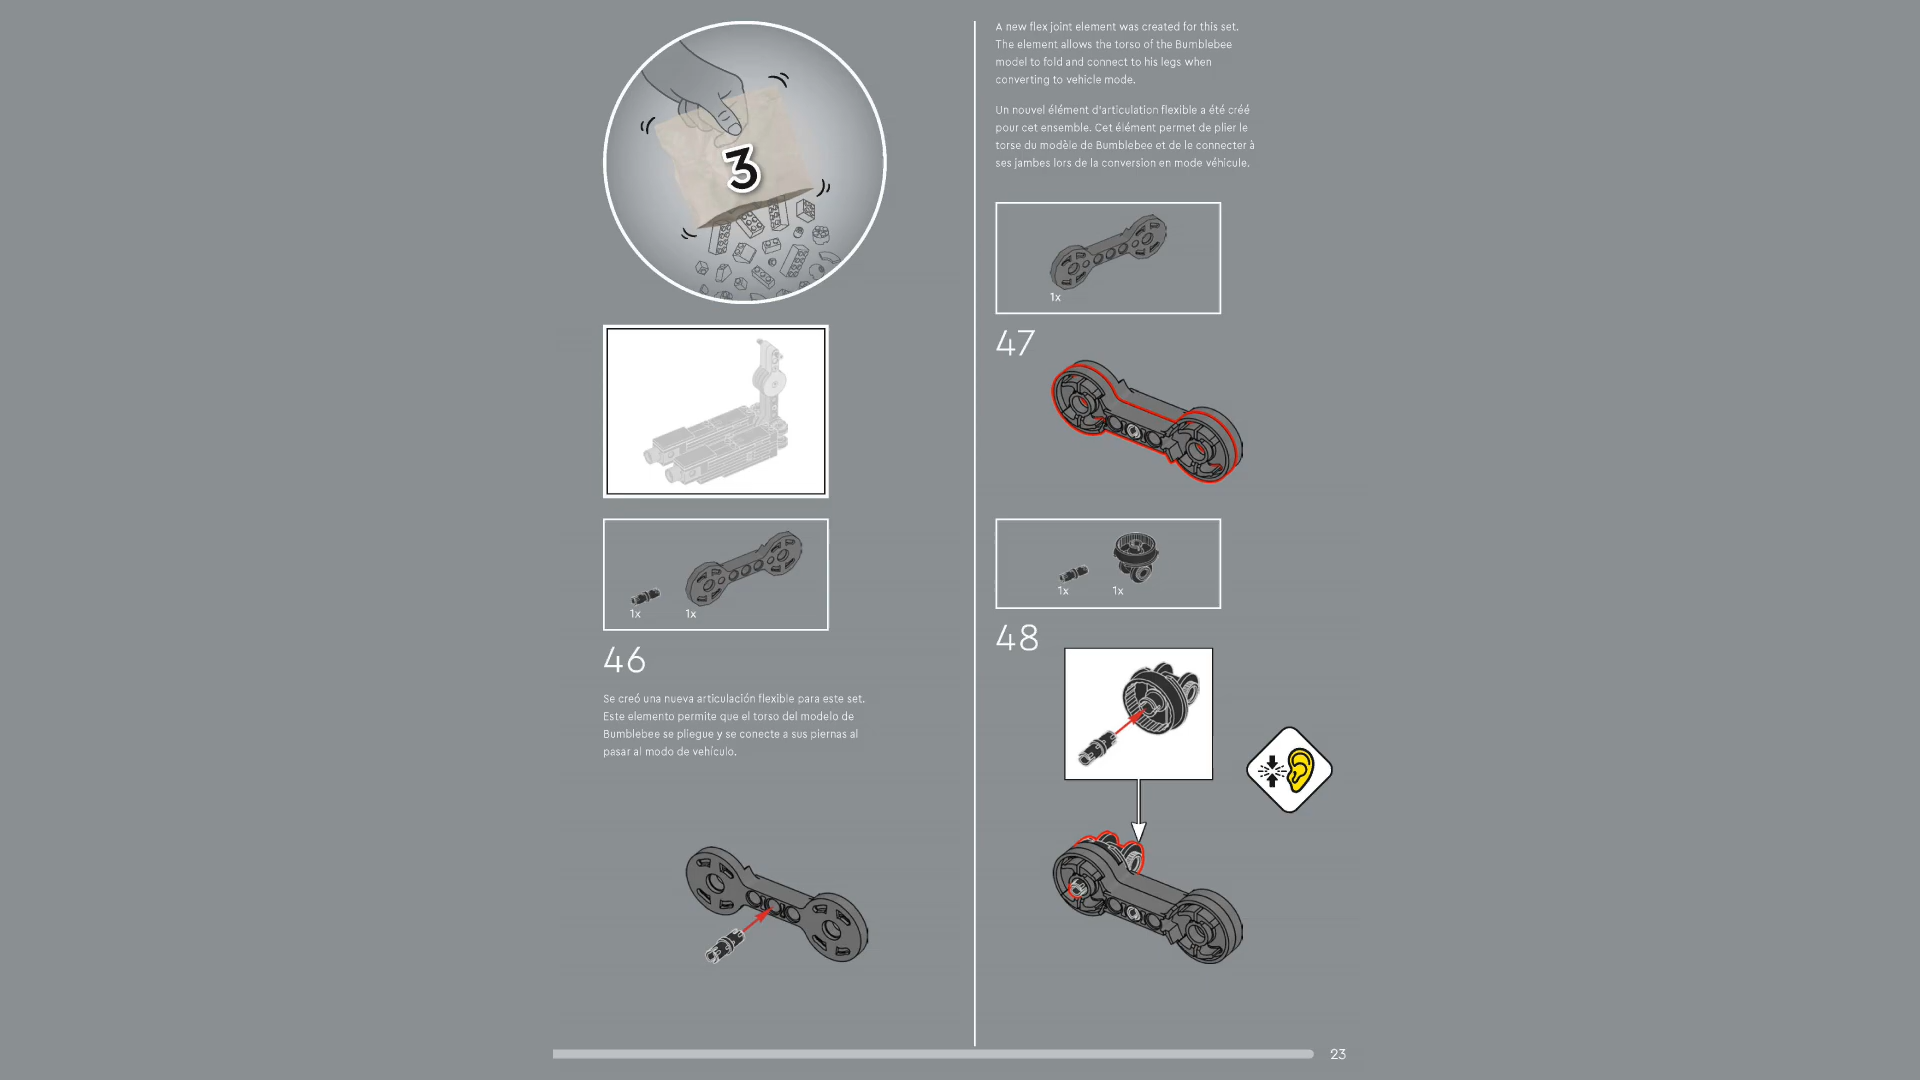 3
1x
1x
46
Se creó una nueva articulación flexible para este set.
Este elemento permite que el torso del modelo de
Bumblebee se pliegue y se conecte a sus piernas al
pasar al modo de vehículo.
A new flex joint element was created for this set.
The element allows the torso of the Bumblebee
model to fold and connect to his legs when
converting to vehicle mode.
Un nouvel élément d'articulation flexible a été créé
pour cet ensemble. Cet élément permet de plier le
torse du modèle de Bumblebee et de le connecter à
ses jambes lors de la conversion en mode véhicule.
1x
47
1x
1x
48
23